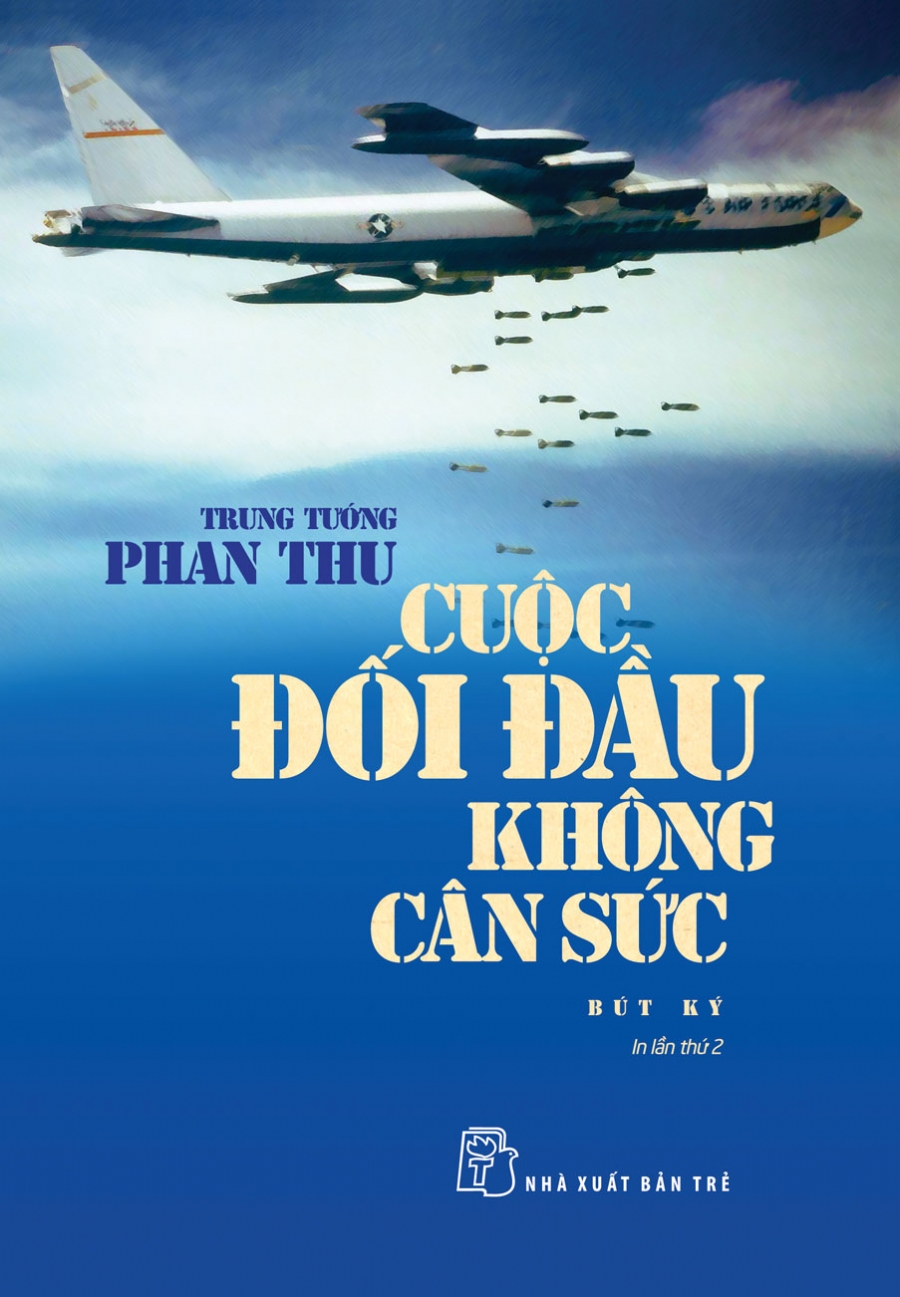 TRUNG TƯỚNG
PHAN THU
CUỘC
ĐỐI ĐẦU
KHÔNG
CÂN SỨC
BÚT KÝ
In lần thứ 2
T
NHÀ XUẤT BẢN TRẺ